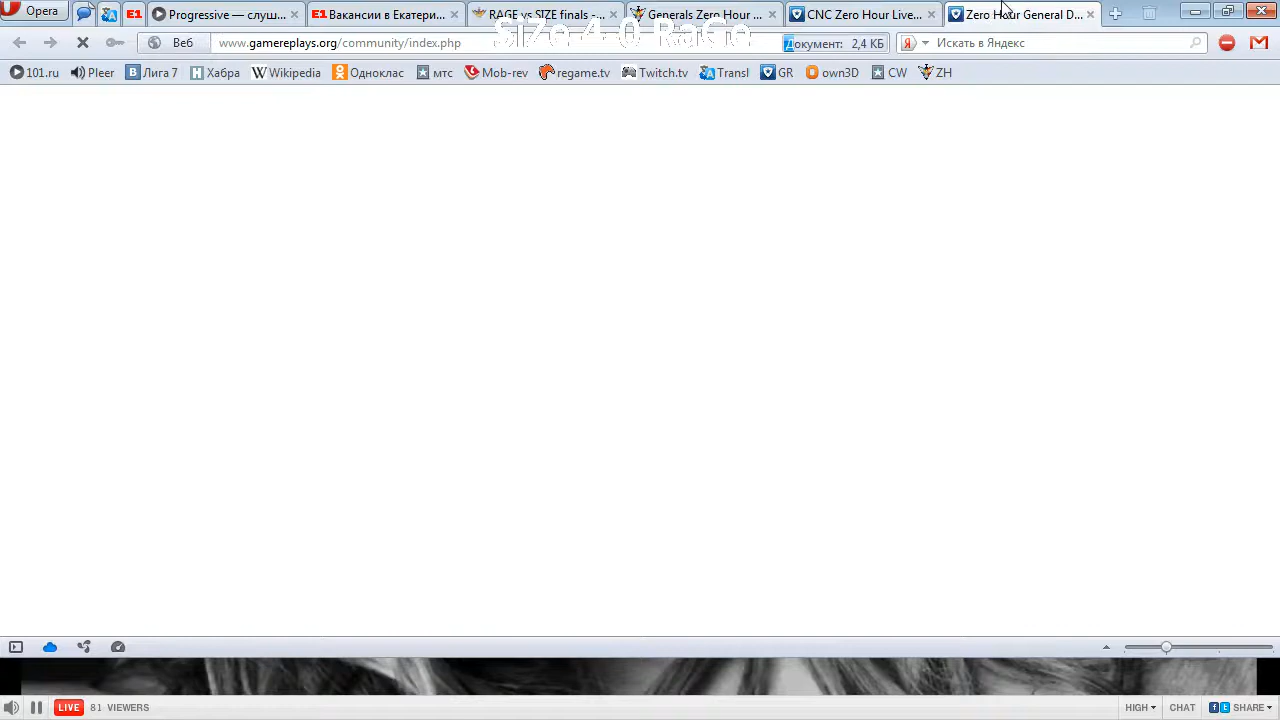 Opera
E1
Progressive — слуш...
E1 Вакансии в Екатери...
RAGE vs SIZE finals - ...
Generals Zero Hour ...
CNC Zero Hour Live...
Zero Hour General D...
SiZe 4-0 RaGe
Веб
www.gamereplays.org/community/index.php
Документ: 2,4 КБ
Я
Искать в Яндекс
101.ru
Pleer
В Лига 7
H Хабра
W Wikipedia
Одноклас
мтс
Mob-rev
regame.tv
Twitch.tv
Transl
GR
own3D
CW
ZH
LIVE
81 VIEWERS
HIGH
CHAT
SHARE